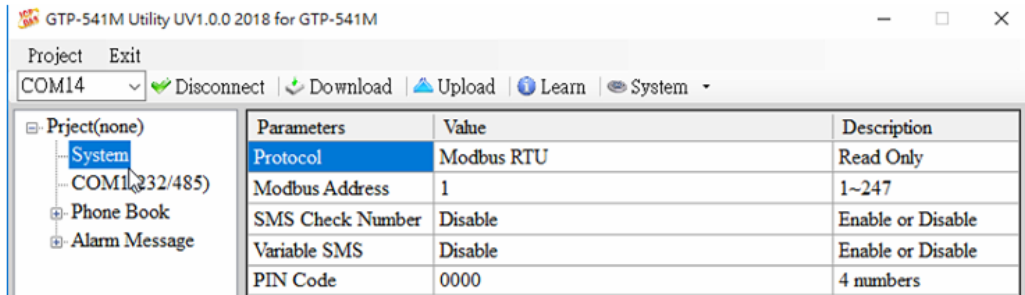 GTP-541M Utility UV1.0.0 2018 for GTP-541M
Project Exit
COM14 Disconnect Download Upload Learn System
Prject(none)
System
COM1(232/485)
Phone Book
Alarm Message
Parameters Value Description
Protocol Modbus RTU Read Only
Modbus Address 1 1~247
SMS Check Number Disable Enable or Disable
Variable SMS Disable Enable or Disable
PIN Code 0000 4 numbers